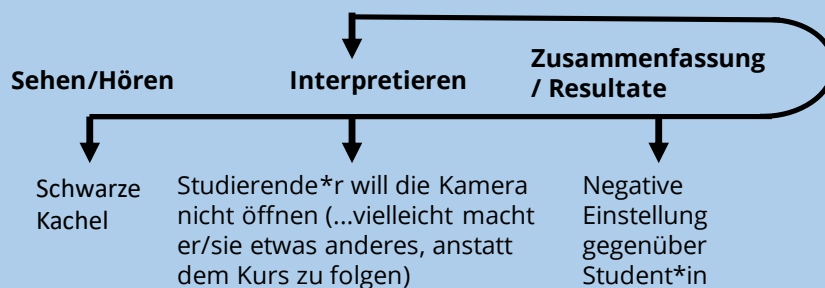 Sehen/Hören
Interpretieren
Zusammenfassung
/ Resultate
Schwarze
Kachel
Studierende*r will die Kamera
nicht öffnen (...vielleicht macht
er/sie etwas anderes, anstatt
dem Kurs zu folgen)
Negative
Einstellung
gegenüber
Student*in